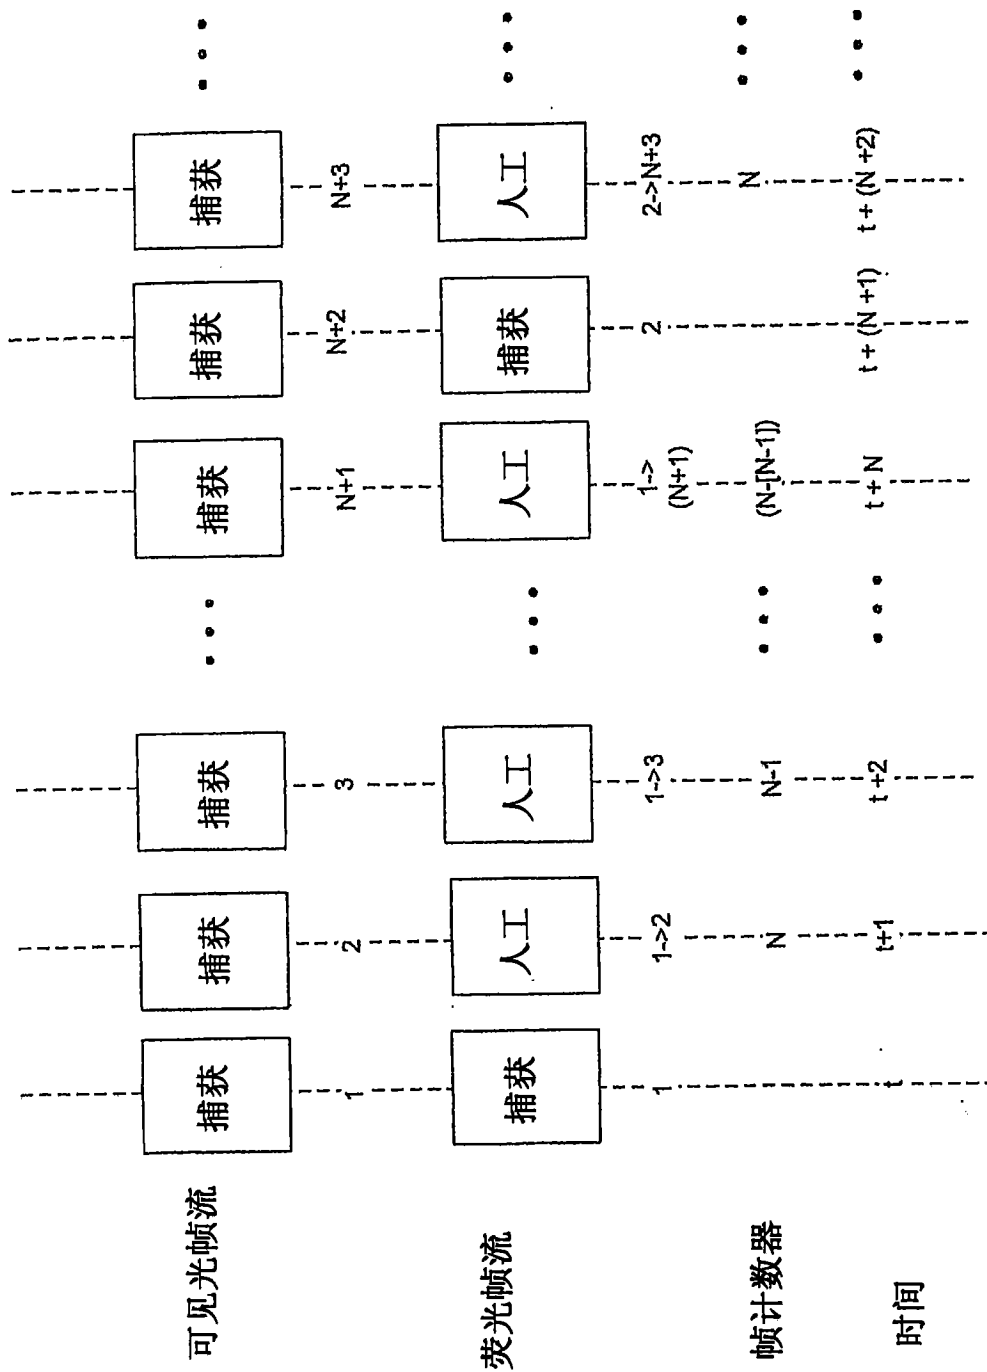 可见光帧流
捕获 捕获 捕获 捕获 捕获 捕获
1 2 3 N+1 N+2 N+3
荧光帧流
捕获 人工 人工 人工 捕获 人工
1 1->2 1->3 1-> 2 2->N+3
(N+1)
帧计数器
N N-1 (N-[N-1]) N
时间
t t+1 t+2 t+N t+(N+1) t+(N+2)